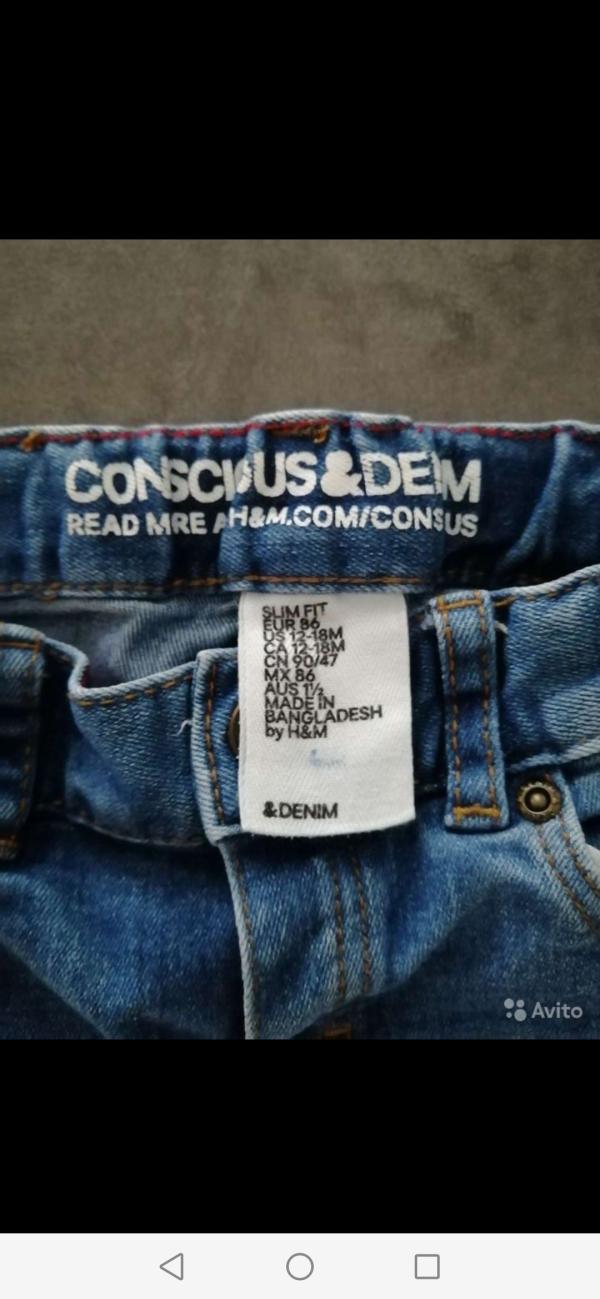 CONSCIUS&DENIM
READ MRE AH&M.COM/CONSUS
SLIM FIT
EUR 86
US 12-18M
CA 12-18M
CN 90/47
MX 86
AUS 1½
MADE IN
BANGLADESH
by H&M
&DENIM
Avito